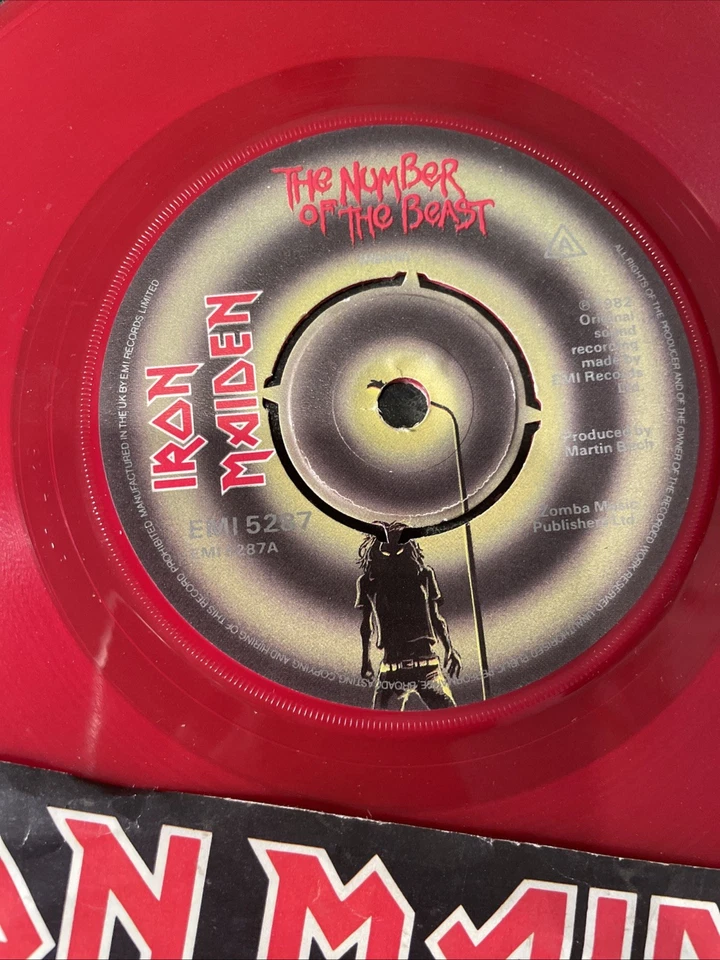 The Number
of the Beast
IRON
MAIDEN
EMI 5287
EMI 5287A
℗ 1982
Original
sound
recording
made by
EMI Records
Ltd.
Produced by
Martin Birch
Zomba Music
Publishers Ltd.
ALL RIGHTS OF THE PRODUCER AND OF THE OWNER OF THE RECORDED WORK RESERVED
BROADCASTING, COPYING AND HIRING OF THIS RECORD PROHIBITED MANUFACTURED IN THE UK BY EMI RECORDS LIMITED
ON MAID